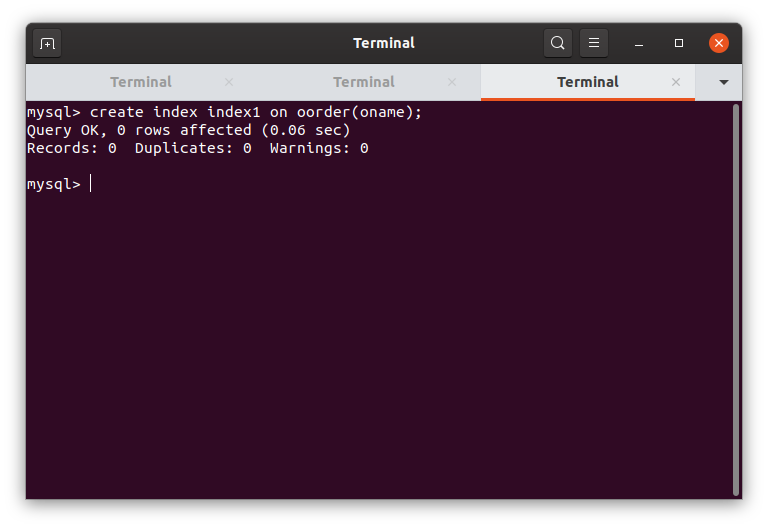 Terminal
Terminal Terminal Terminal
mysql> create index index1 on oorder(oname);
Query OK, 0 rows affected (0.06 sec)
Records: 0  Duplicates: 0  Warnings: 0
mysql>